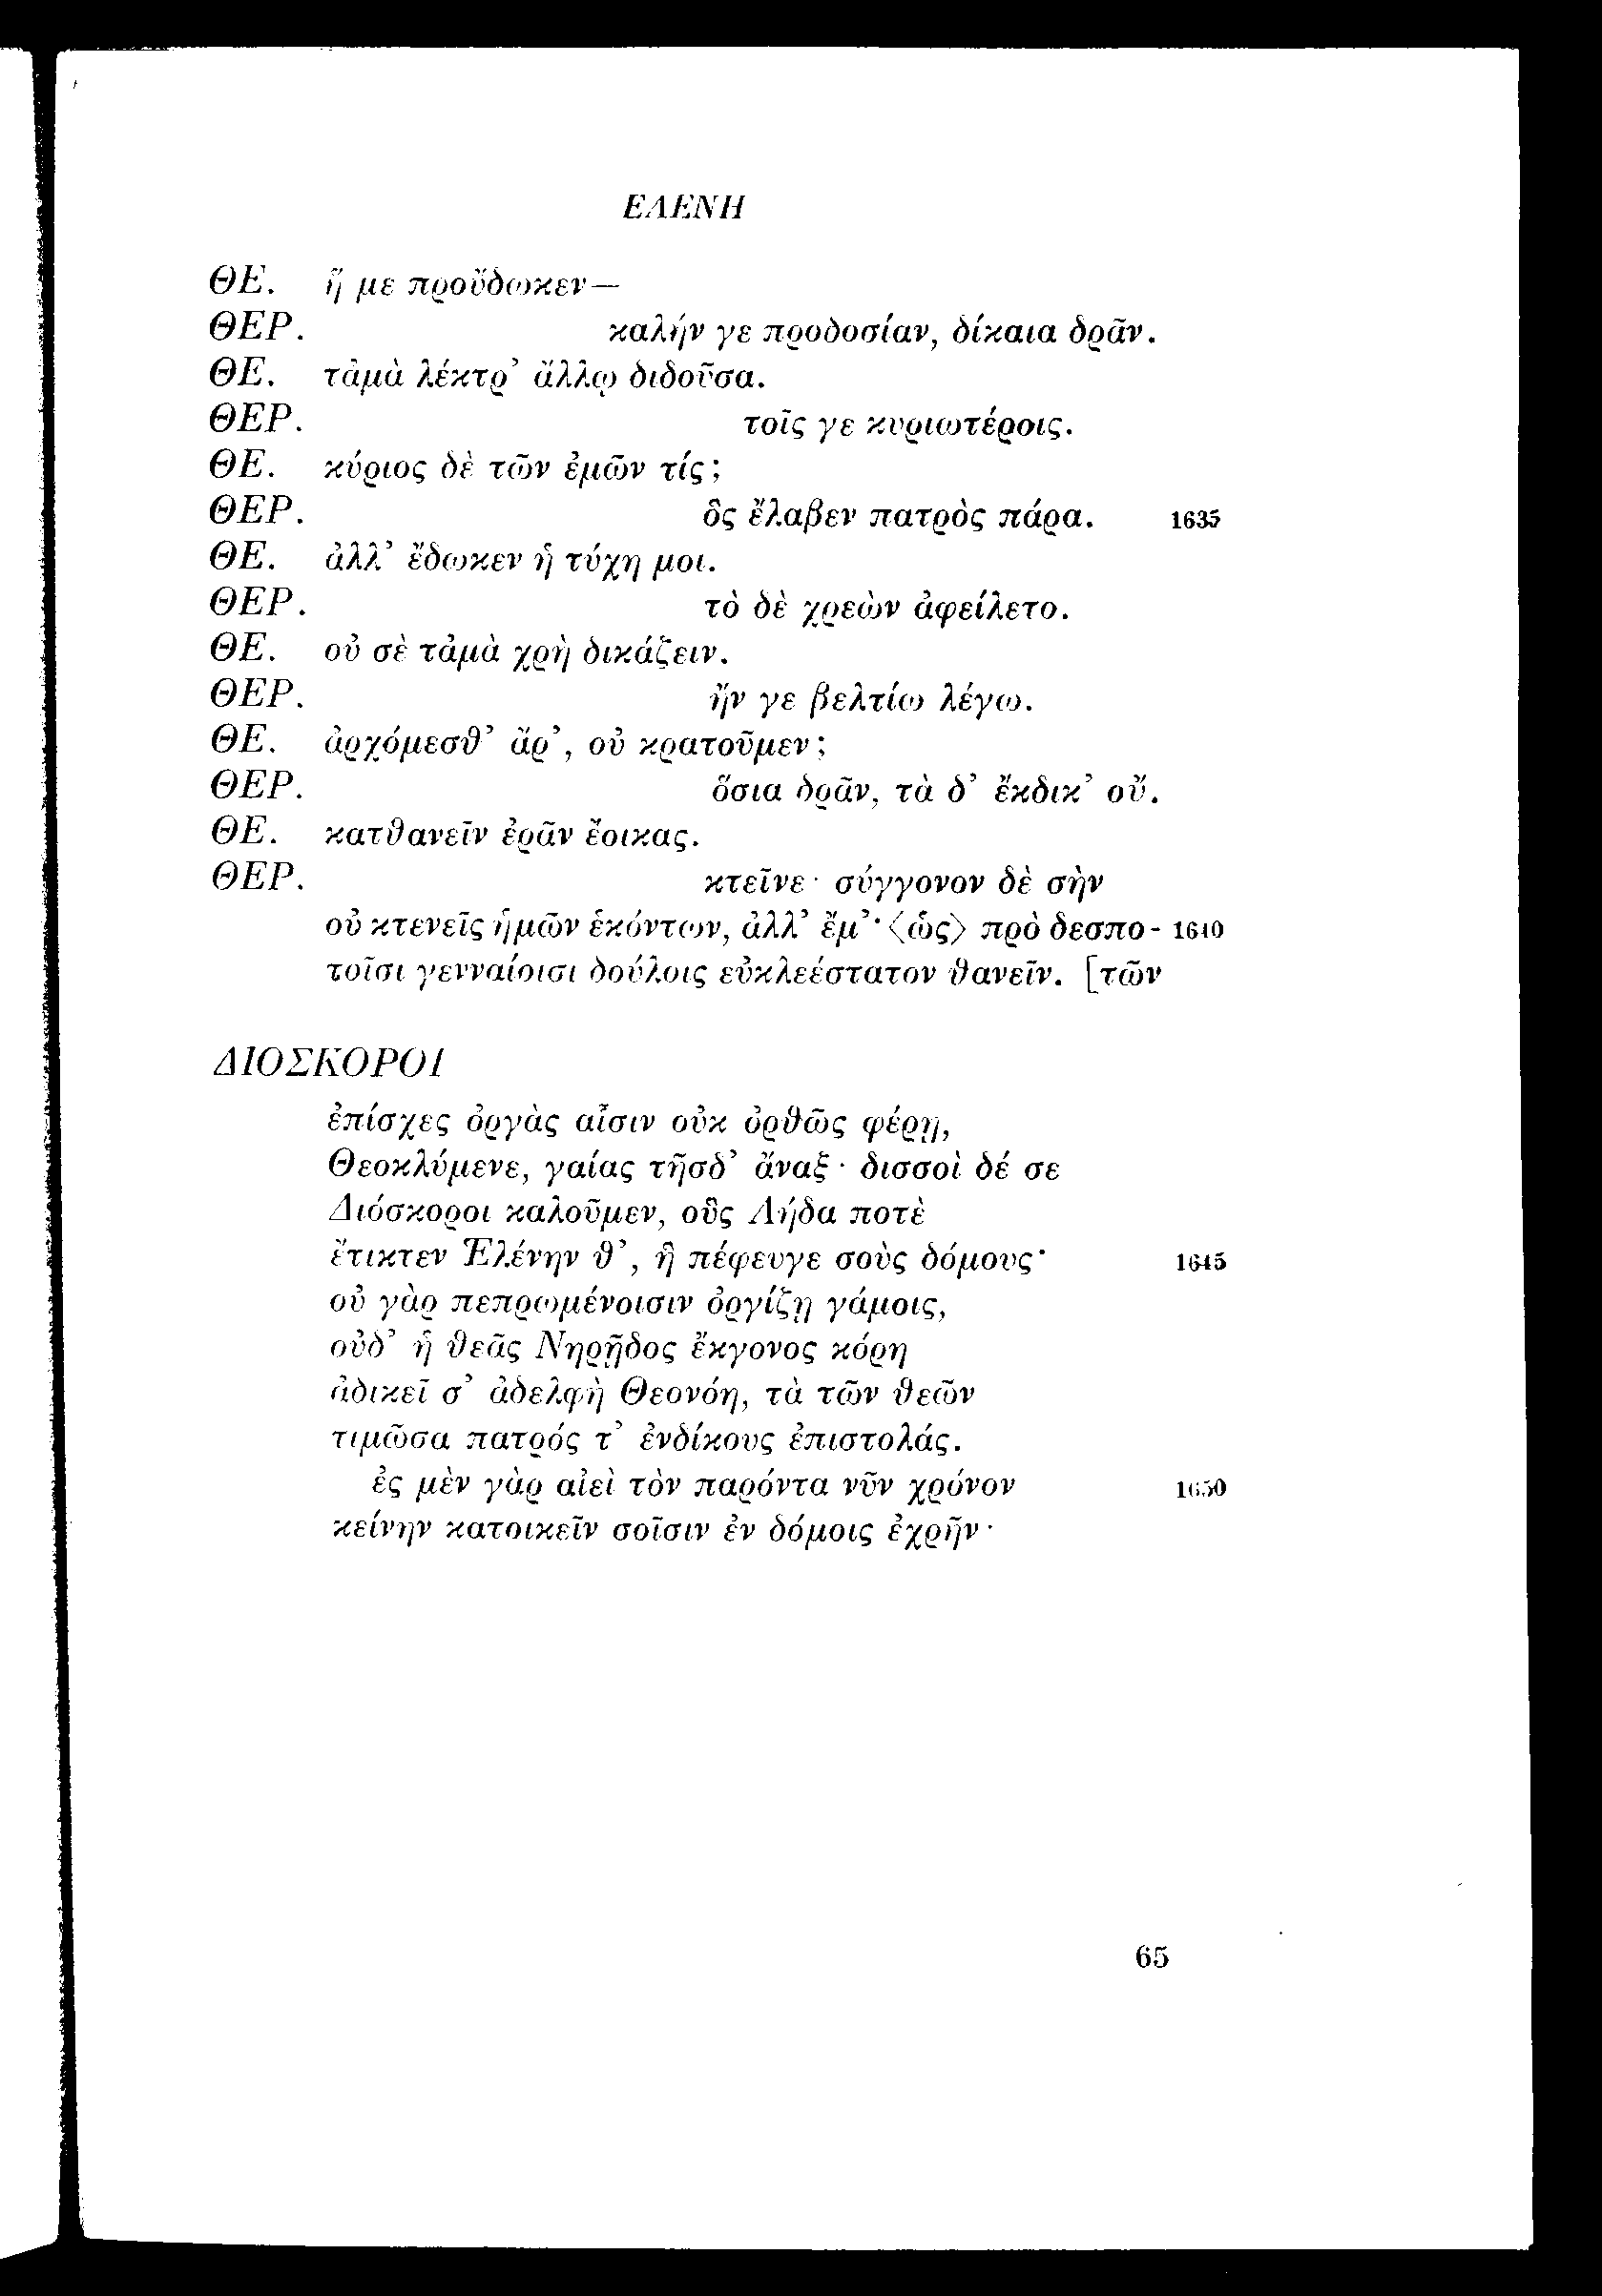 ΕΛΕΝΗ
ΘΕ. ἥ με προὔδωκεν—
ΘΕΡ. καλήν γε προδοσίαν, δίκαια δρᾶν.
ΘΕ. τἀμὰ λέκτρ’ ἄλλῳ διδοῦσα.
ΘΕΡ. τοῖς γε κυριωτέροις.
ΘΕ. κύριος δὲ τῶν ἐμῶν τίς;
ΘΕΡ. ὃς ἔλαβεν πατρὸς πάρα. 1635
ΘΕ. ἀλλ’ ἔδωκεν ἡ τύχη μοι.
ΘΕΡ. τὸ δὲ χρεὼν ἀφείλετο.
ΘΕ. οὐ σὲ τἀμὰ χρὴ δικάζειν.
ΘΕΡ. ἤν γε βελτίω λέγω.
ΘΕ. ἀρχόμεσθ’ ἄρ’, οὐ κρατοῦμεν;
ΘΕΡ. ὅσια δρᾶν, τὰ δ’ ἔκδικ’ οὔ.
ΘΕ. κατθανεῖν ἐρᾶν ἔοικας.
ΘΕΡ. κτεῖνε· σύγγονον δὲ σὴν
οὐ κτενεῖς ἡμῶν ἑκόντων, ἀλλ’ ἔμ’· ⟨ὡς⟩ πρὸ δεσπο- 1640
τοῖσι γενναίοισι δούλοις εὐκλεέστατον θανεῖν. [τῶν
ΔΙΟΣΚΟΡΟΙ
ἐπίσχες ὀργὰς αἷσιν οὐκ ὀρθῶς φέρῃ,
Θεοκλύμενε, γαίας τῆσδ’ ἄναξ· δισσοὶ δέ σε
Διόσκοροι καλοῦμεν, οὓς Λήδα ποτὲ
ἔτικτεν Ἑλένην θ’, ἣ πέφευγε σοὺς δόμους· 1645
οὐ γὰρ πεπρωμένοισιν ὀργίζῃ γάμοις,
οὐδ’ ἡ θεᾶς Νηρῇδος ἔκγονος κόρη
ἀδικεῖ σ’ ἀδελφὴ Θεονόη, τὰ τῶν θεῶν
τιμῶσα πατρός τ’ ἐνδίκους ἐπιστολάς.
ἐς μὲν γὰρ αἰεὶ τὸν παρόντα νῦν χρόνον 1650
κείνην κατοικεῖν σοῖσιν ἐν δόμοις ἐχρῆν·
65